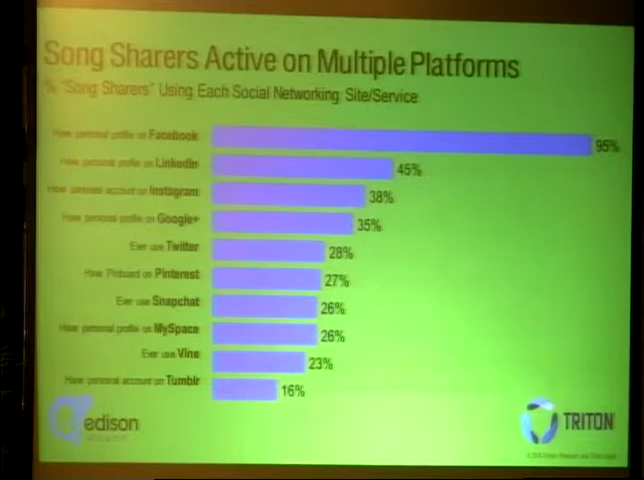 Song Sharers Active on Multiple Platforms
% "Song Sharers" Using Each Social Networking Site/Service
Have personal profile on Facebook 95%
Have personal profile on LinkedIn 45%
Have personal account on Instagram 38%
Have personal profile on Google+ 35%
Ever use Twitter 28%
Have Pinboard on Pinterest 27%
Ever use Snapchat 26%
Have personal profile on MySpace 26%
Ever use Vine 23%
Have personal account on Tumblr 16%
edison
TRITON